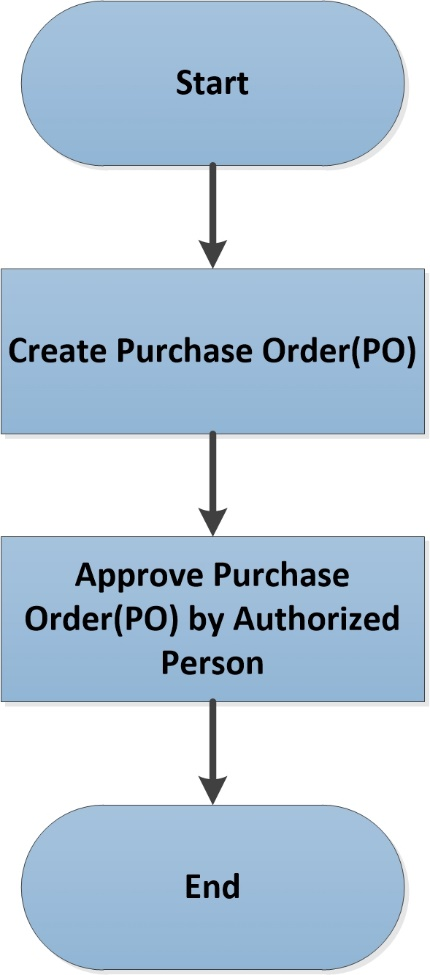 Start
Create Purchase Order(PO)
Approve Purchase
Order(PO) by Authorized
Person
End